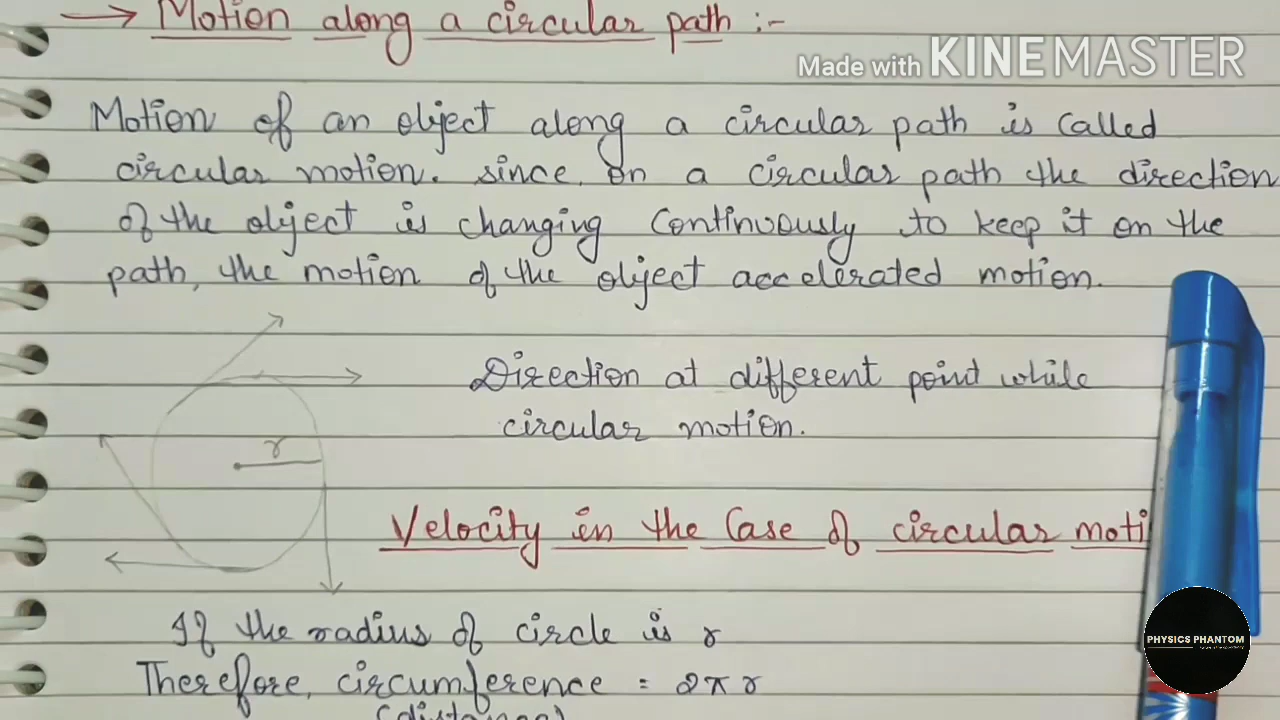 → Motion along a circular path :-
Made with KINEMASTER
Motion of an object along a circular path is called
circular motion. since, on a circular path the direction
of the object is changing continuously to keep it on the
path, the motion of the object accelerated motion.
Direction at different point while
circular motion.
r
Velocity in the case of circular moti
If the radius of circle is r
Therefore, circumference = 2πr
(distance)
PHYSICS PHANTOM